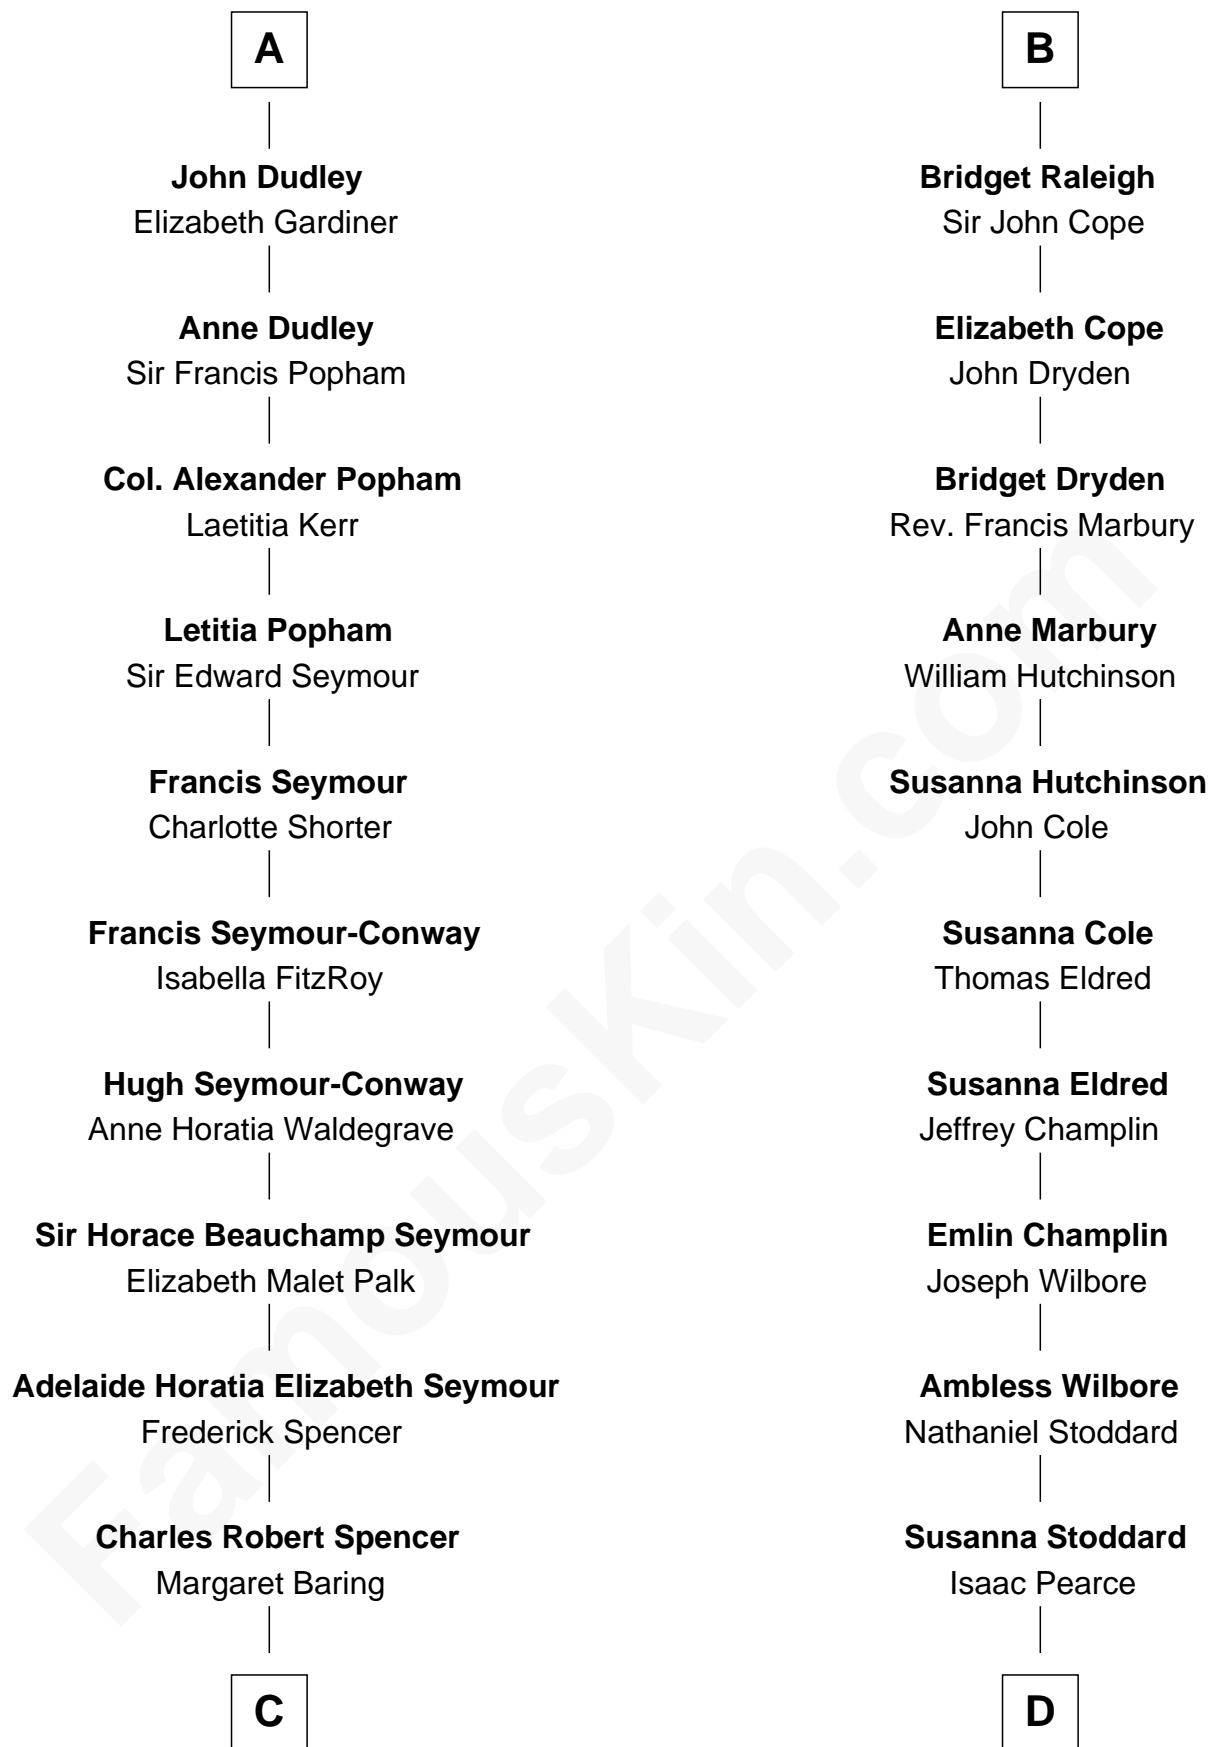 A
John Dudley
Elizabeth Gardiner
Anne Dudley
Sir Francis Popham
Col. Alexander Popham
Laetitia Kerr
Letitia Popham
Sir Edward Seymour
Francis Seymour
Charlotte Shorter
Francis Seymour-Conway
Isabella FitzRoy
Hugh Seymour-Conway
Anne Horatia Waldegrave
Sir Horace Beauchamp Seymour
Elizabeth Malet Palk
Adelaide Horatia Elizabeth Seymour
Frederick Spencer
Charles Robert Spencer
Margaret Baring
C
B
Bridget Raleigh
Sir John Cope
Elizabeth Cope
John Dryden
Bridget Dryden
Rev. Francis Marbury
Anne Marbury
William Hutchinson
Susanna Hutchinson
John Cole
Susanna Cole
Thomas Eldred
Susanna Eldred
Jeffrey Champlin
Emlin Champlin
Joseph Wilbore
Ambless Wilbore
Nathaniel Stoddard
Susanna Stoddard
Isaac Pearce
D
FamousKin.com